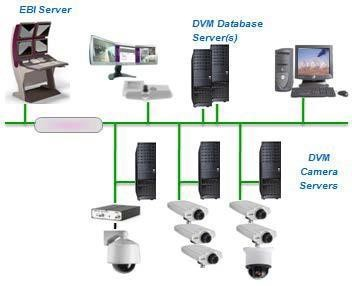 EBI Server
DVM Database
Server(s)
DVM
Camera
Servers